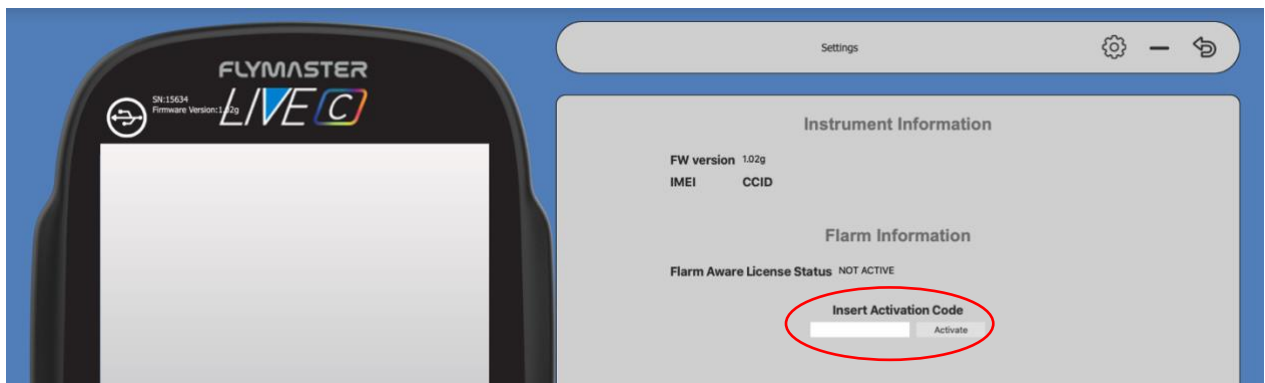 FLYMASTER
SN:15634
Firmware Version:1.02g
LIVE C
Settings
Instrument Information
FW version 1.02g
IMEI CCID
Flarm Information
Flarm Aware License Status NOT ACTIVE
Insert Activation Code
Activate